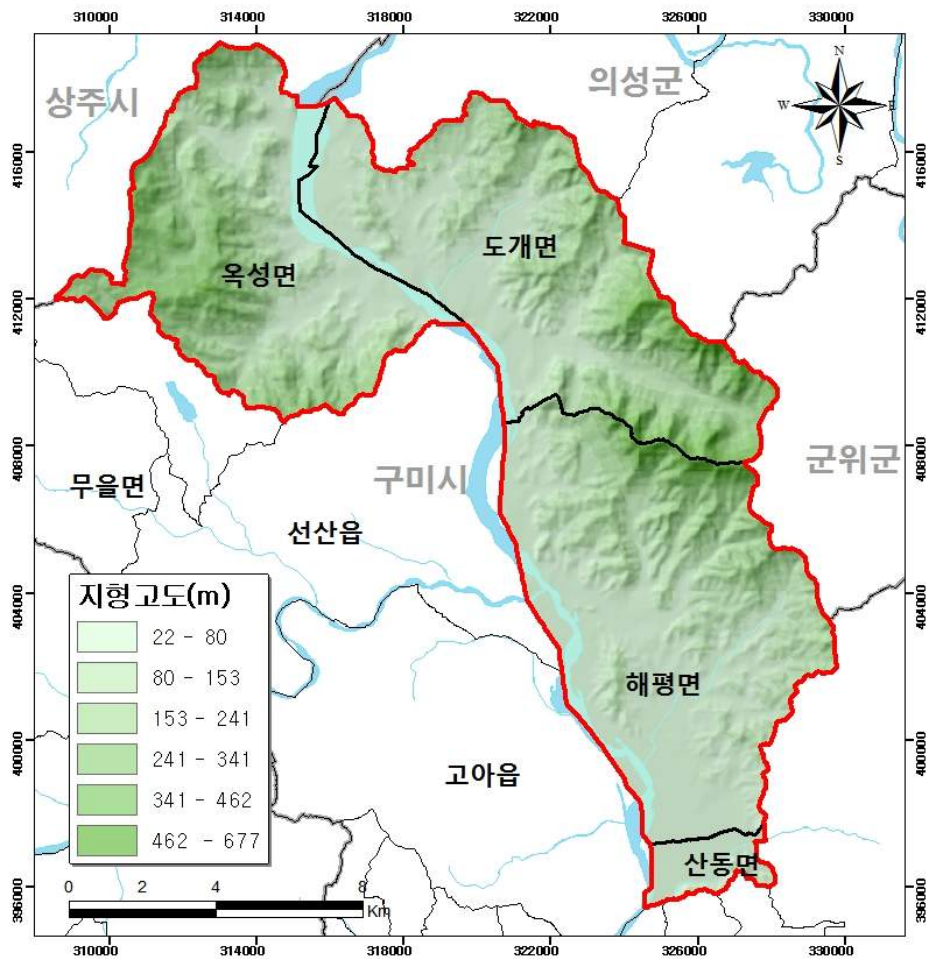 310000 314000 318000 322000 326000 330000
상주시
의성군
N
W E
S
416000 416000
도개면
옥성면
412000 412000
408000 408000
군위군
구미시
무을면
선산읍
404000 404000
지형고도(m)
22 - 80
80 - 153
153 - 241
241 - 341
341 - 462
462 - 677
해평면
400000 400000
고아읍
산동면
396000 396000
0 2 4 8
Km
310000 314000 318000 322000 326000 330000